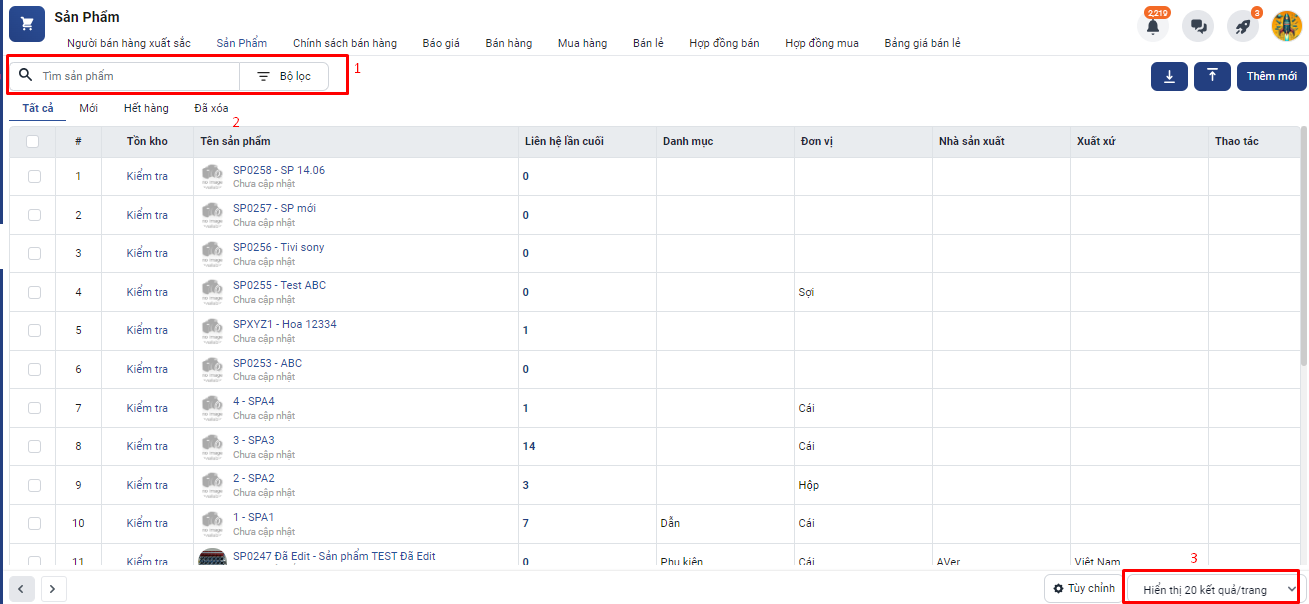 Sản Phẩm
2,219
3
Người bán hàng xuất sắc Sản Phẩm Chính sách bán hàng Báo giá Bán hàng Mua hàng Bán lẻ Hợp đồng bán Hợp đồng mua Bảng giá bán lẻ
Tìm sản phẩm Bộ lọc 1 Thêm mới
Tất cả Mới Hết hàng Đã xóa
2
# Tồn kho Tên sản phẩm Liên hệ lần cuối Danh mục Đơn vị Nhà sản xuất Xuất xứ Thao tác
1 Kiểm tra SP0258 - SP 14.06 0
Chưa cập nhật
2 Kiểm tra SP0257 - SP mới 0
Chưa cập nhật
3 Kiểm tra SP0256 - Tivi sony 0
Chưa cập nhật
4 Kiểm tra SP0255 - Test ABC 0 Sợi
Chưa cập nhật
5 Kiểm tra SPXYZ1 - Hoa 12334 1
Chưa cập nhật
6 Kiểm tra SP0253 - ABC 0
Chưa cập nhật
7 Kiểm tra 4 - SPA4 1 Cái
Chưa cập nhật
8 Kiểm tra 3 - SPA3 14 Cái
Chưa cập nhật
9 Kiểm tra 2 - SPA2 3 Hộp
Chưa cập nhật
10 Kiểm tra 1 - SPA1 7 Dẫn Cái
Chưa cập nhật
11 Kiểm tra SP0247 Đã Edit - Sản phẩm TEST Đã Edit 0 Phụ kiện Cái AVer Việt Nam
3
Tùy chỉnh Hiển thị 20 kết quả/trang